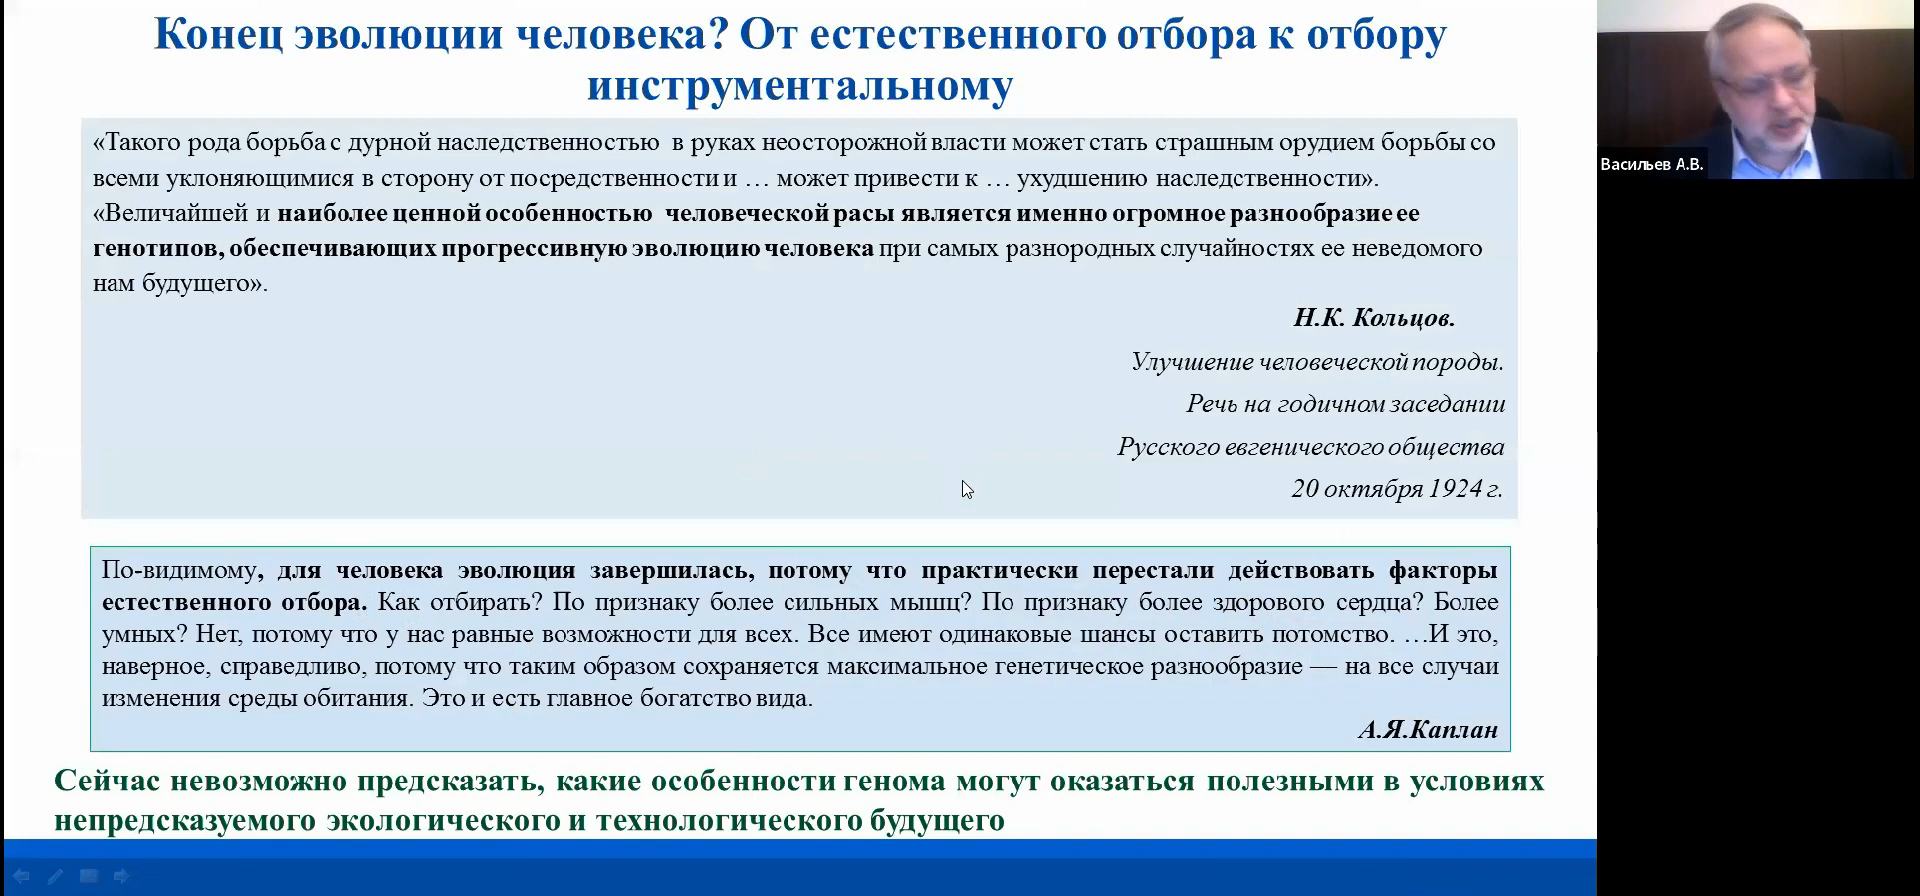 Конец эволюции человека? От естественного отбора к отбору
инструментальному
«Такого рода борьба с дурной наследственностью в руках неосторожной власти может стать страшным орудием борьбы со
всеми уклоняющимися в сторону от посредственности и … может привести к … ухудшению наследственности».
«Величайшей и наиболее ценной особенностью человеческой расы является именно огромное разнообразие ее
генотипов, обеспечивающих прогрессивную эволюцию человека при самых разнородных случайностях ее неведомого
нам будущего».
Н.К. Кольцов.
Улучшение человеческой породы.
Речь на годичном заседании
Русского евгенического общества
20 октября 1924 г.
По-видимому, для человека эволюция завершилась, потому что практически перестали действовать факторы
естественного отбора. Как отбирать? По признаку более сильных мышц? По признаку более здорового сердца? Более
умных? Нет, потому что у нас равные возможности для всех. Все имеют одинаковые шансы оставить потомство. …И это,
наверное, справедливо, потому что таким образом сохраняется максимальное генетическое разнообразие — на все случаи
изменения среды обитания. Это и есть главное богатство вида.
А.Я.Каплан
Сейчас невозможно предсказать, какие особенности генома могут оказаться полезными в условиях
непредсказуемого экологического и технологического будущего
Васильев А.В.